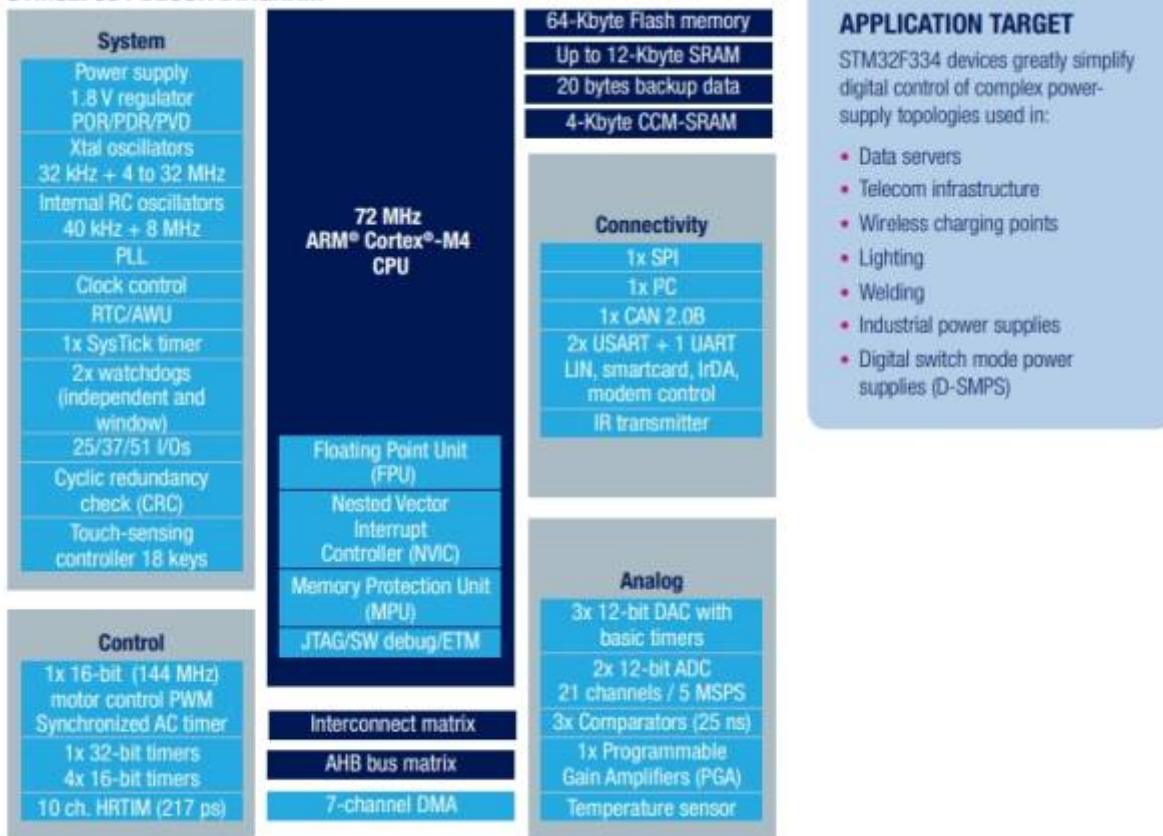 System
Power supply
1.8 V regulator
POR/PDR/PVD
Xtal oscillators
32 kHz + 4 to 32 MHz
Internal RC oscillators
40 kHz + 8 MHz
PLL
Clock control
RTC/AWU
1x SysTick timer
2x watchdogs
(independent and
window)
25/37/51 I/Os
Cyclic redundancy
check (CRC)
Touch-sensing
controller 18 keys
Control
1x 16-bit (144 MHz)
motor control PWM
Synchronized AC timer
1x 32-bit timers
4x 16-bit timers
10 ch. HRTIM (217 ps)
72 MHz
ARM® Cortex®-M4
CPU
Floating Point Unit
(FPU)
Nested Vector
Interrupt
Controller (NVIC)
Memory Protection Unit
(MPU)
JTAG/SW debug/ETM
Interconnect matrix
AHB bus matrix
7-channel DMA
64-Kbyte Flash memory
Up to 12-Kbyte SRAM
20 bytes backup data
4-Kbyte CCM-SRAM
Connectivity
1x SPI
1x I²C
1x CAN 2.0B
2x USART + 1 UART
LIN, smartcard, IrDA,
modem control
IR transmitter
Analog
3x 12-bit DAC with
basic timers
2x 12-bit ADC
21 channels / 5 MSPS
3x Comparators (25 ns)
1x Programmable
Gain Amplifiers (PGA)
Temperature sensor
APPLICATION TARGET
STM32F334 devices greatly simplify
digital control of complex power-
supply topologies used in:
• Data servers
• Telecom infrastructure
• Wireless charging points
• Lighting
• Welding
• Industrial power supplies
• Digital switch mode power
supplies (D-SMPS)